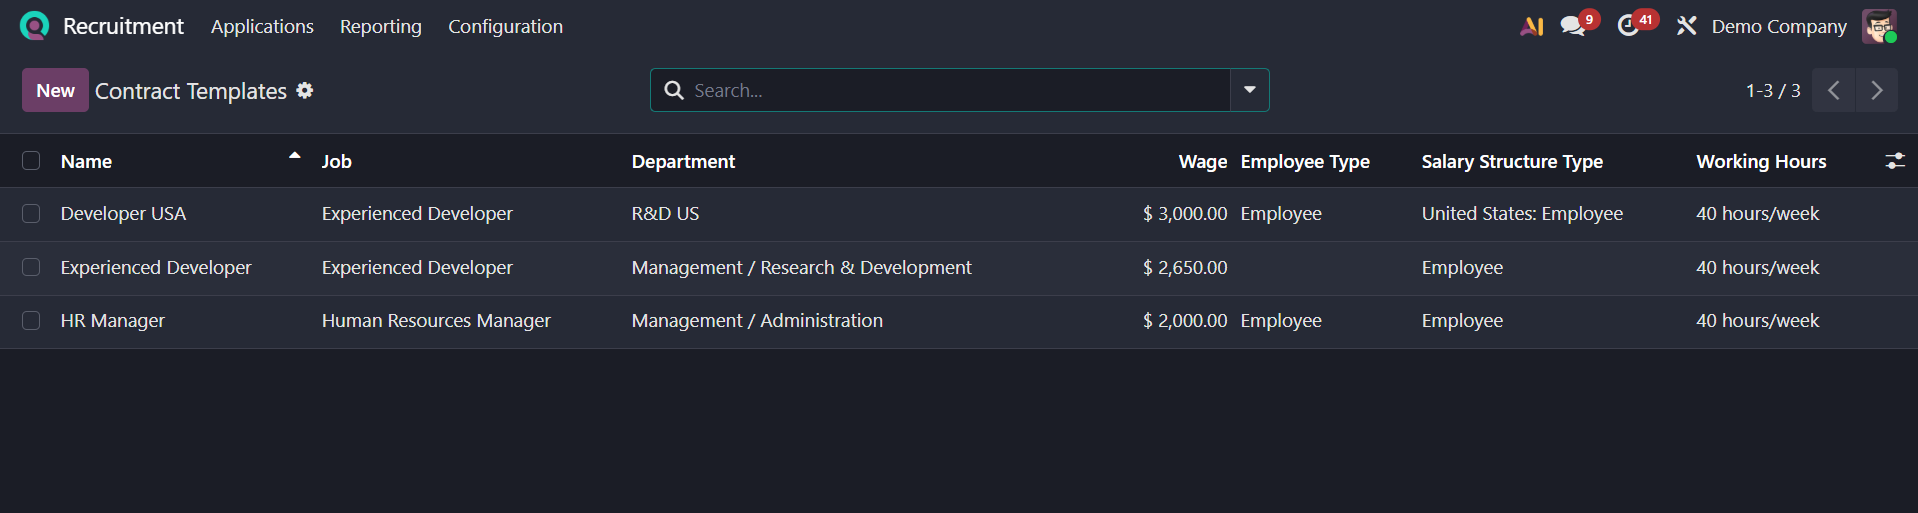 Recruitment Applications Reporting Configuration AI 9 41 Demo Company
New Contract Templates Search... 1-3 / 3
Name Job Department Wage Employee Type Salary Structure Type Working Hours
Developer USA Experienced Developer R&D US $ 3,000.00 Employee United States: Employee 40 hours/week
Experienced Developer Experienced Developer Management / Research & Development $ 2,650.00 Employee 40 hours/week
HR Manager Human Resources Manager Management / Administration $ 2,000.00 Employee Employee 40 hours/week